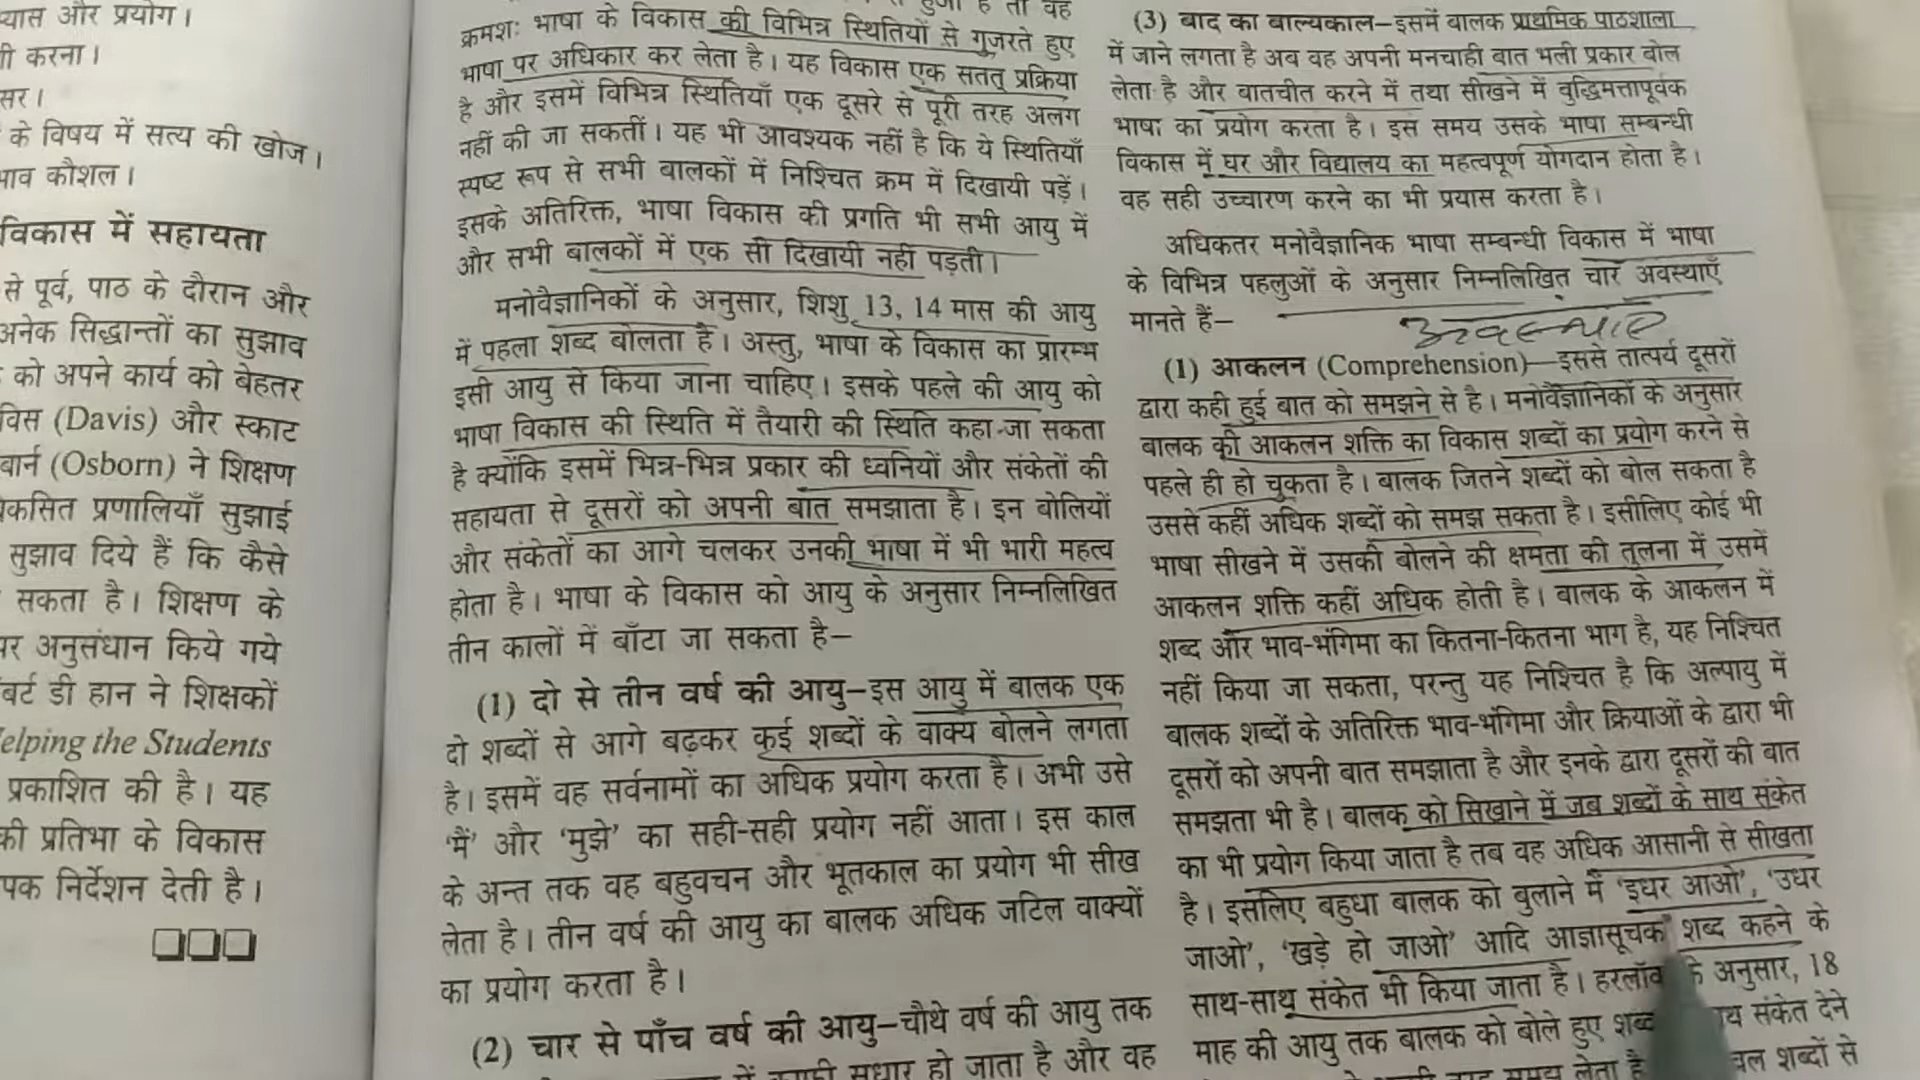 यास और प्रयोग।
ी करना।
सर।
के विषय में सत्य की खोज।
भाव कौशल।
विकास में सहायता
से पूर्व, पाठ के दौरान और
अनेक सिद्धान्तों का सुझाव
को अपने कार्य को बेहतर
विस (Davis) और स्काट
बार्न (Osborn) ने शिक्षण
कसित प्रणालियाँ सुझाई
सुझाव दिये हैं कि कैसे
सकता है। शिक्षण के
पर अनुसंधान किये गये
बर्ट डी हान ने शिक्षकों
elping the Students
प्रकाशित की है। यह
की प्रतिभा के विकास
पक निर्देशन देती है।
क्रमशः भाषा के विकास की विभिन्न स्थितियों से गुजरते हुए
भाषा पर अधिकार कर लेता है। यह विकास एक सतत् प्रक्रिया
है और इसमें विभिन्न स्थितियाँ एक दूसरे से पूरी तरह अलग
नहीं की जा सकतीं। यह भी आवश्यक नहीं है कि ये स्थितियाँ
स्पष्ट रूप से सभी बालकों में निश्चित क्रम में दिखायी पड़ें।
इसके अतिरिक्त, भाषा विकास की प्रगति भी सभी आयु में
और सभी बालकों में एक सी दिखायी नहीं पड़ती।
मनोवैज्ञानिकों के अनुसार, शिशु 13, 14 मास की आयु
में पहला शब्द बोलता है। अस्तु, भाषा के विकास का प्रारम्भ
इसी आयु से किया जाना चाहिए। इसके पहले की आयु को
भाषा विकास की स्थिति में तैयारी की स्थिति कहा जा सकता
है क्योंकि इसमें भिन्न-भिन्न प्रकार की ध्वनियों और संकेतों की
सहायता से दूसरों को अपनी बात समझाता है। इन बोलियों
और संकेतों का आगे चलकर उनकी भाषा में भी भारी महत्व
होता है। भाषा के विकास को आयु के अनुसार निम्नलिखित
तीन कालों में बाँटा जा सकता है–
(1) दो से तीन वर्ष की आयु–इस आयु में बालक एक
दो शब्दों से आगे बढ़कर कई शब्दों के वाक्य बोलने लगता
है। इसमें वह सर्वनामों का अधिक प्रयोग करता है। अभी उसे
‘मैं’ और ‘मुझे’ का सही-सही प्रयोग नहीं आता। इस काल
के अन्त तक वह बहुवचन और भूतकाल का प्रयोग भी सीख
लेता है। तीन वर्ष की आयु का बालक अधिक जटिल वाक्यों
का प्रयोग करता है।
(2) चार से पाँच वर्ष की आयु–चौथे वर्ष की आयु तक
में काफी सुधार हो जाता है और वह
(3) बाद का बाल्यकाल–इसमें बालक प्राथमिक पाठशाला
में जाने लगता है अब वह अपनी मनचाही बात भली प्रकार बोल
लेता है और बातचीत करने में तथा सीखने में बुद्धिमत्तापूर्वक
भाषा का प्रयोग करता है। इस समय उसके भाषा सम्बन्धी
विकास में घर और विद्यालय का महत्वपूर्ण योगदान होता है।
वह सही उच्चारण करने का भी प्रयास करता है।
अधिकतर मनोवैज्ञानिक भाषा सम्बन्धी विकास में भाषा
के विभिन्न पहलुओं के अनुसार निम्नलिखित चार अवस्थाएँ
मानते हैं–
(1) आकलन (Comprehension)–इससे तात्पर्य दूसरों
द्वारा कही हुई बात को समझने से है। मनोवैज्ञानिकों के अनुसार
बालक की आकलन शक्ति का विकास शब्दों का प्रयोग करने से
पहले ही हो चुकता है। बालक जितने शब्दों को बोल सकता है
उससे कहीं अधिक शब्दों को समझ सकता है। इसीलिए कोई भी
भाषा सीखने में उसकी बोलने की क्षमता की तुलना में उसमें
आकलन शक्ति कहीं अधिक होती है। बालक के आकलन में
शब्द और भाव-भंगिमा का कितना-कितना भाग है, यह निश्चित
नहीं किया जा सकता, परन्तु यह निश्चित है कि अल्पायु में
बालक शब्दों के अतिरिक्त भाव-भंगिमा और क्रियाओं के द्वारा भी
दूसरों को अपनी बात समझाता है और इनके द्वारा दूसरों की बात
समझता भी है। बालक को सिखाने में जब शब्दों के साथ संकेत
का भी प्रयोग किया जाता है तब वह अधिक आसानी से सीखता
है। इसलिए बहुधा बालक को बुलाने में ‘इधर आओ’, ‘उधर
जाओ’, ‘खड़े हो जाओ’ आदि आज्ञासूचक शब्द कहने के
साथ-साथ संकेत भी किया जाता है। हरलॉक के अनुसार, 18
माह की आयु तक बालक को बोले हुए शब्द संकेत देने
समझ लेता है शब्दों से